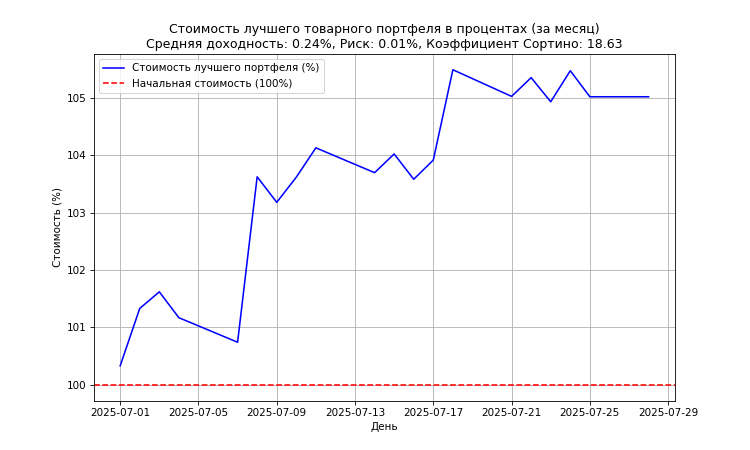 Стоимость лучшего товарного портфеля в процентах (за месяц)
Средняя доходность: 0.24%, Риск: 0.01%, Коэффициент Сортино: 18.63
Стоимость лучшего портфеля (%)
Начальная стоимость (100%)
Стоимость (%)
105
104
103
102
101
100
2025-07-01 2025-07-05 2025-07-09 2025-07-13 2025-07-17 2025-07-21 2025-07-25 2025-07-29
День